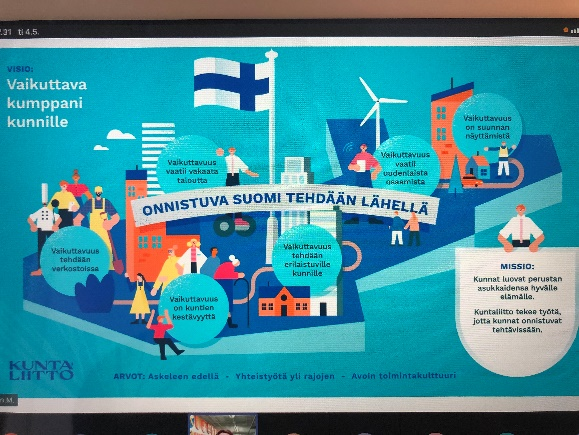 ti 4.5.
VISIO:
Vaikuttava
kumppani
kunnille
Vaikuttavuus
vaatii vakaata
taloutta
Vaikuttavuus
vaatii
uudenlaista
osaamista
Vaikuttavuus
on suunnan
näyttämistä
ONNISTUVA SUOMI TEHDÄÄN LÄHELLÄ
Vaikuttavuus
tehdään
verkostoissa
Vaikuttavuus
tehdään
erilaistuville
kunnille
Vaikuttavuus
on kuntien
kestävyyttä
MISSIO:
Kunnat luovat perustan
asukkaidensa hyvälle
elämälle.
Kuntaliitto tekee työtä,
jotta kunnat onnistuvat
tehtävissään.
KUNTA
LIITTO
ARVOT: Askeleen edellä - Yhteistyötä yli rajojen - Avoin toimintakulttuuri